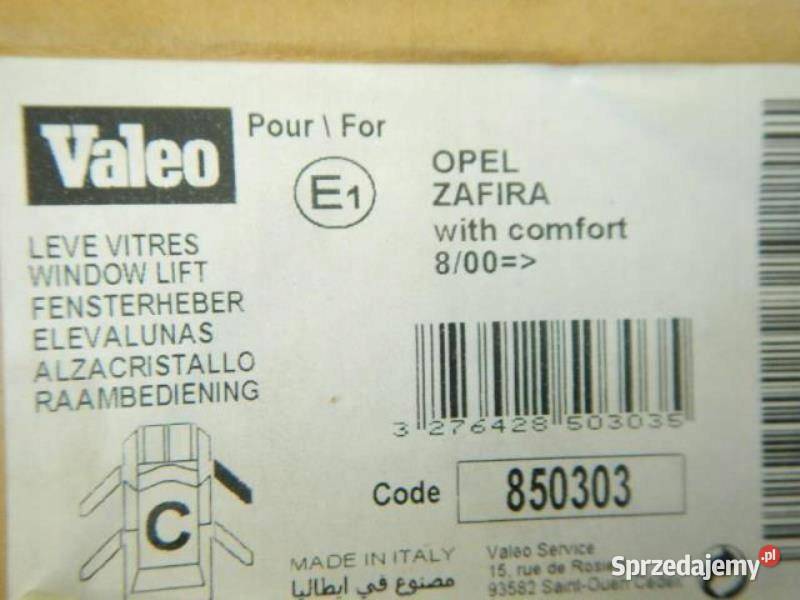 Valeo
Pour \ For
E1
OPEL
ZAFIRA
with comfort
8/00=>
LEVE VITRES
WINDOW LIFT
FENSTERHEBER
ELEVALUNAS
ALZACRISTALLO
RAAMBEDIENING
3 276428 503035
Code 850303
C
MADE IN ITALY
مصنوع في ايطاليا
Valeo Service
15, rue de
93582 Saint-Ouen Cedex
Sprzedajemy.pl